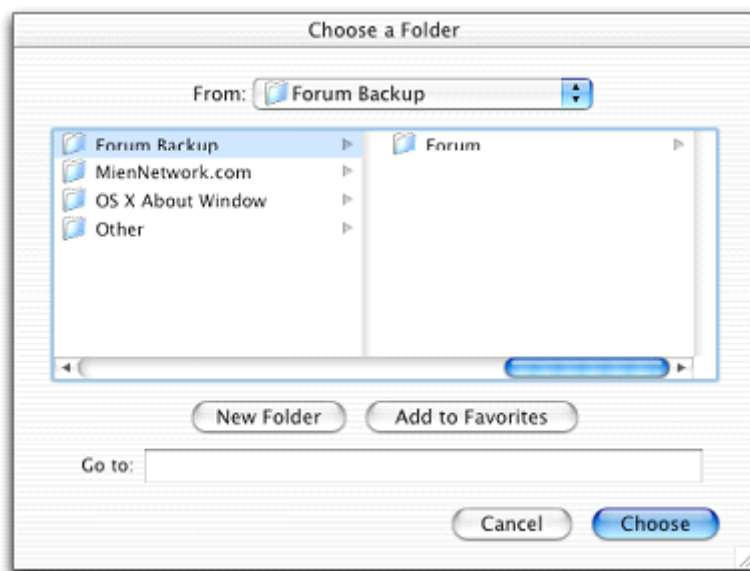 Choose a Folder
From: Forum Backup
Forum Backup
MienNetwork.com
OS X About Window
Other
Forum
New Folder
Add to Favorites
Go to:
Cancel
Choose